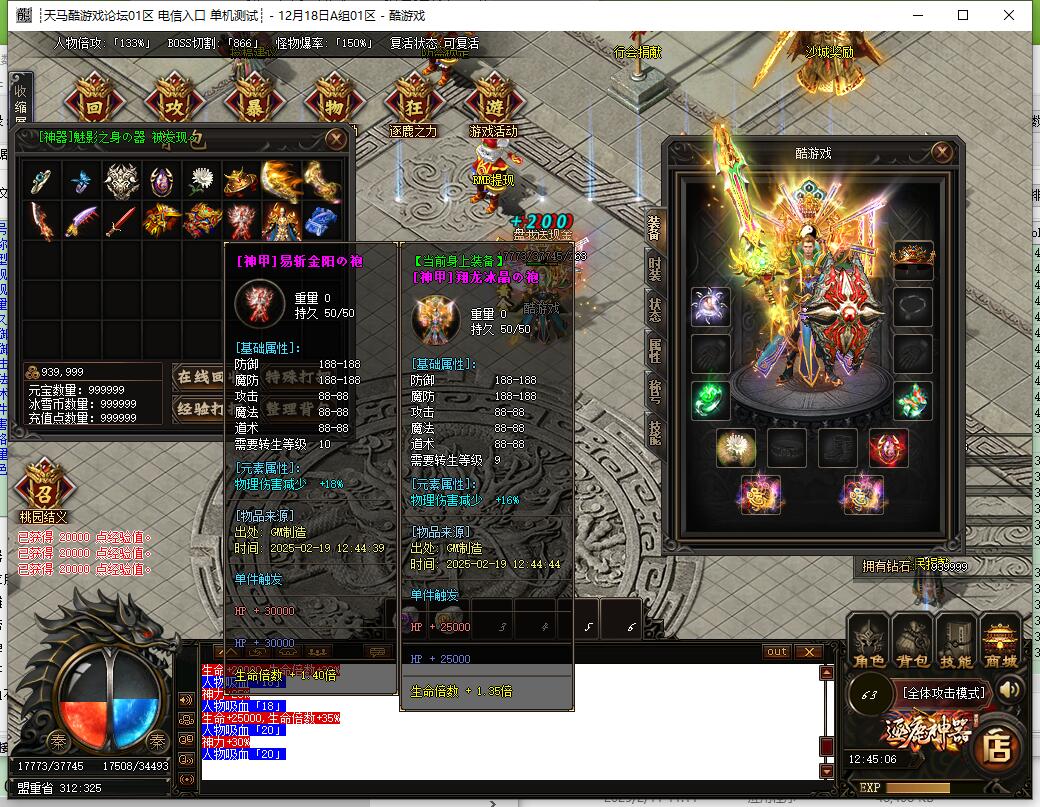 天马酷游戏论坛01区 电信入口 单机测试 - 12月18日A组01区 - 酷游戏
人物倍攻:「133%」 BOSS切割:「866」 怪物爆率:「150%」 复活状态:可复活
行会捐献
沙城奖励
收缩
回
攻
暴
物
狂
游
逐鹿之力
游戏活动
RMB提现
[神器]魅影之身の器 被发现
+200
酷游戏
装备
时装
状态
属性
称号
技能
[神甲]易斩金阳の袍
重量 0
持久 50/50
[基础属性]:
防御 188-188
魔防 188-188
攻击 88-88
魔法 88-88
道术 88-88
需要转生等级 10
[元素属性]:
物理伤害减少 +18%
[物品来源]
出处: GM制造
时间: 2025-02-19 12:44:39
单件触发
HP + 30000
HP + 30000
生命倍数 + 1.40倍
【当前身上装备】
[神甲]翔龙冰晶の袍
重量 0
持久 50/50
[基础属性]:
防御 188-188
魔防 188-188
攻击 88-88
魔法 88-88
道术 88-88
需要转生等级 9
[元素属性]:
物理伤害减少 +16%
[物品来源]
出处: GM制造
时间: 2025-02-19 12:44:44
单件触发
HP + 25000
HP + 25000
生命倍数 + 1.35倍
酷游戏
939,999
元宝数量: 999999
冰雪币数量: 999999
充值点数量: 999999
在线回
特殊打
经验打
整理背
召
桃园结义
已获得 20000 点经验值。
已获得 20000 点经验值。
已获得 20000 点经验值。
拥有钻石:
3
4
5
6
out
人物吸血「18」
生命+25000,生命倍数+35%
人物吸血「20」
神力+30%
人物吸血「20」
秦
秦
17773/37745
17508/34493
盟重省 312:325
角色
背包
技能
商城
63
[全体攻击模式]
逐鹿神器
店
12:45:06
EXP